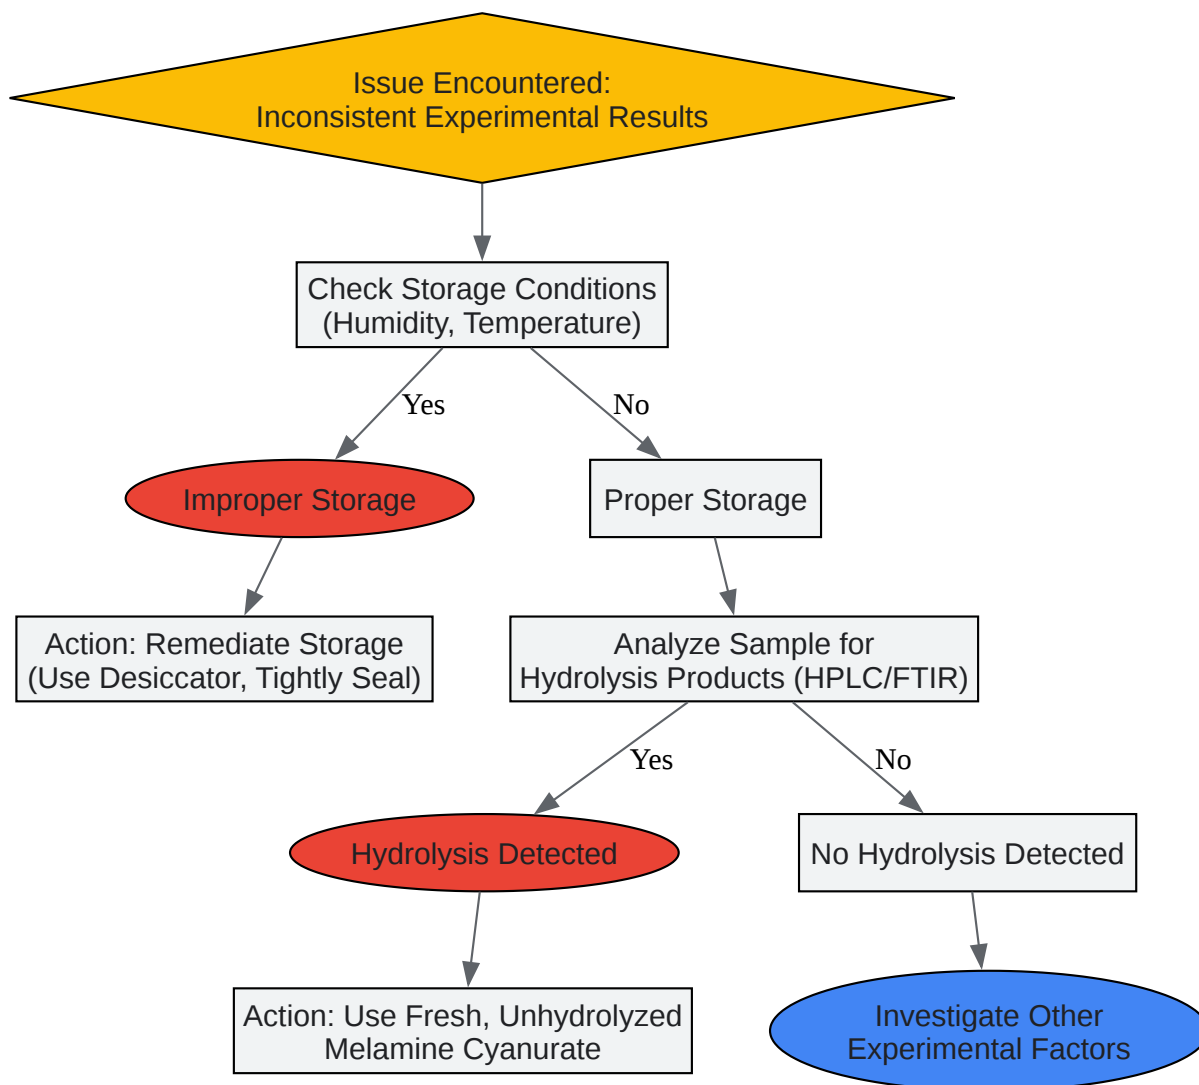 Issue Encountered:
Inconsistent Experimental Results
Check Storage Conditions
(Humidity, Temperature)
Yes
No
Improper Storage
Proper Storage
Action: Remediate Storage
(Use Desiccator, Tightly Seal)
Analyze Sample for
Hydrolysis Products (HPLC/FTIR)
Yes
No
Hydrolysis Detected
No Hydrolysis Detected
Action: Use Fresh, Unhydrolyzed
Melamine Cyanurate
Investigate Other
Experimental Factors